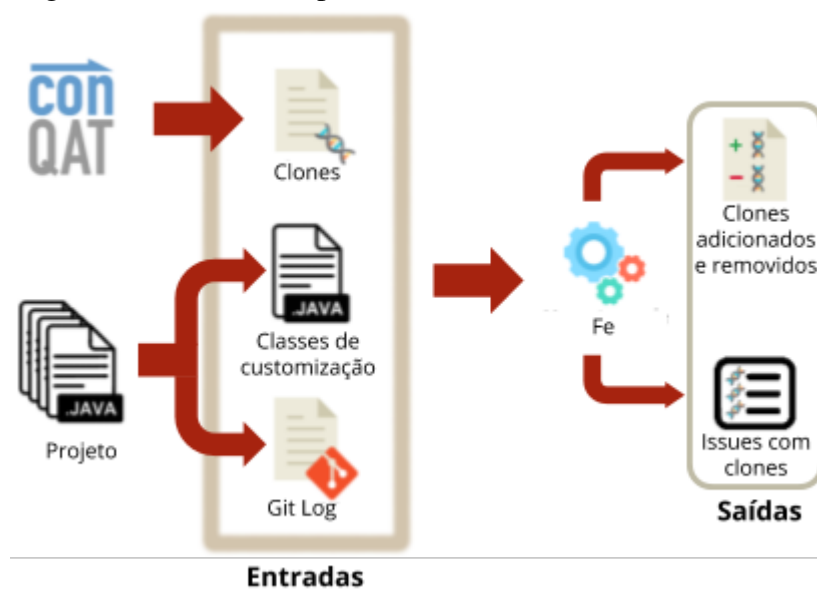 con
QAT
Clones
.JAVA
Classes de
customização
.JAVA
Projeto
Git Log
Entradas
Fe
+
-
Clones
adicionados
e removidos
Issues com
clones
Saídas